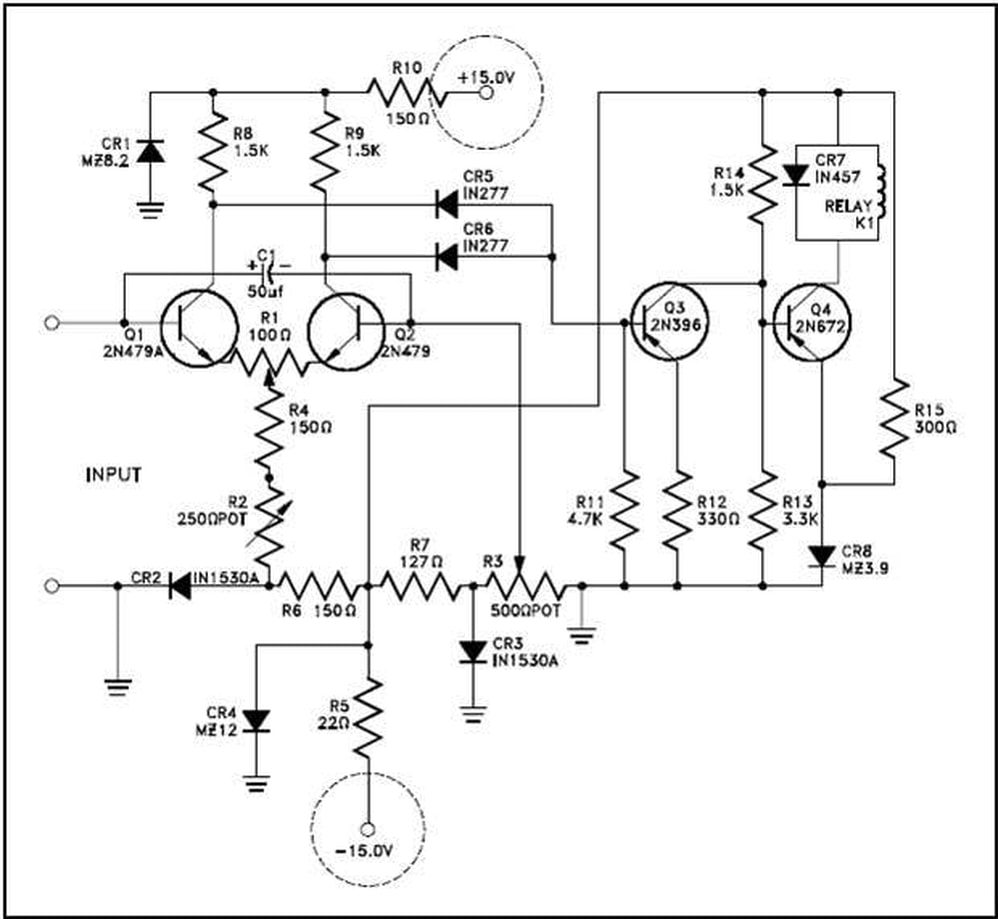 R10
+15.0V
150Ω
CR1
MZ8.2
R8
1.5K
R9
1.5K
CR5
IN277
CR6
IN277
R14
1.5K
CR7
IN457
RELAY
K1
+ C1 −
50uf
Q1
2N479A
R1
100Ω
Q2
2N479
Q3
2N396
Q4
2N672
R4
150Ω
R15
300Ω
INPUT
R2
250ΩPOT
R11
4.7K
R12
330Ω
R13
3.3K
R7
127Ω
R3
500ΩPOT
CR8
MZ3.9
CR2
IN1530A
R6 150Ω
CR3
IN1530A
CR4
MZ12
R5
22Ω
−15.0V